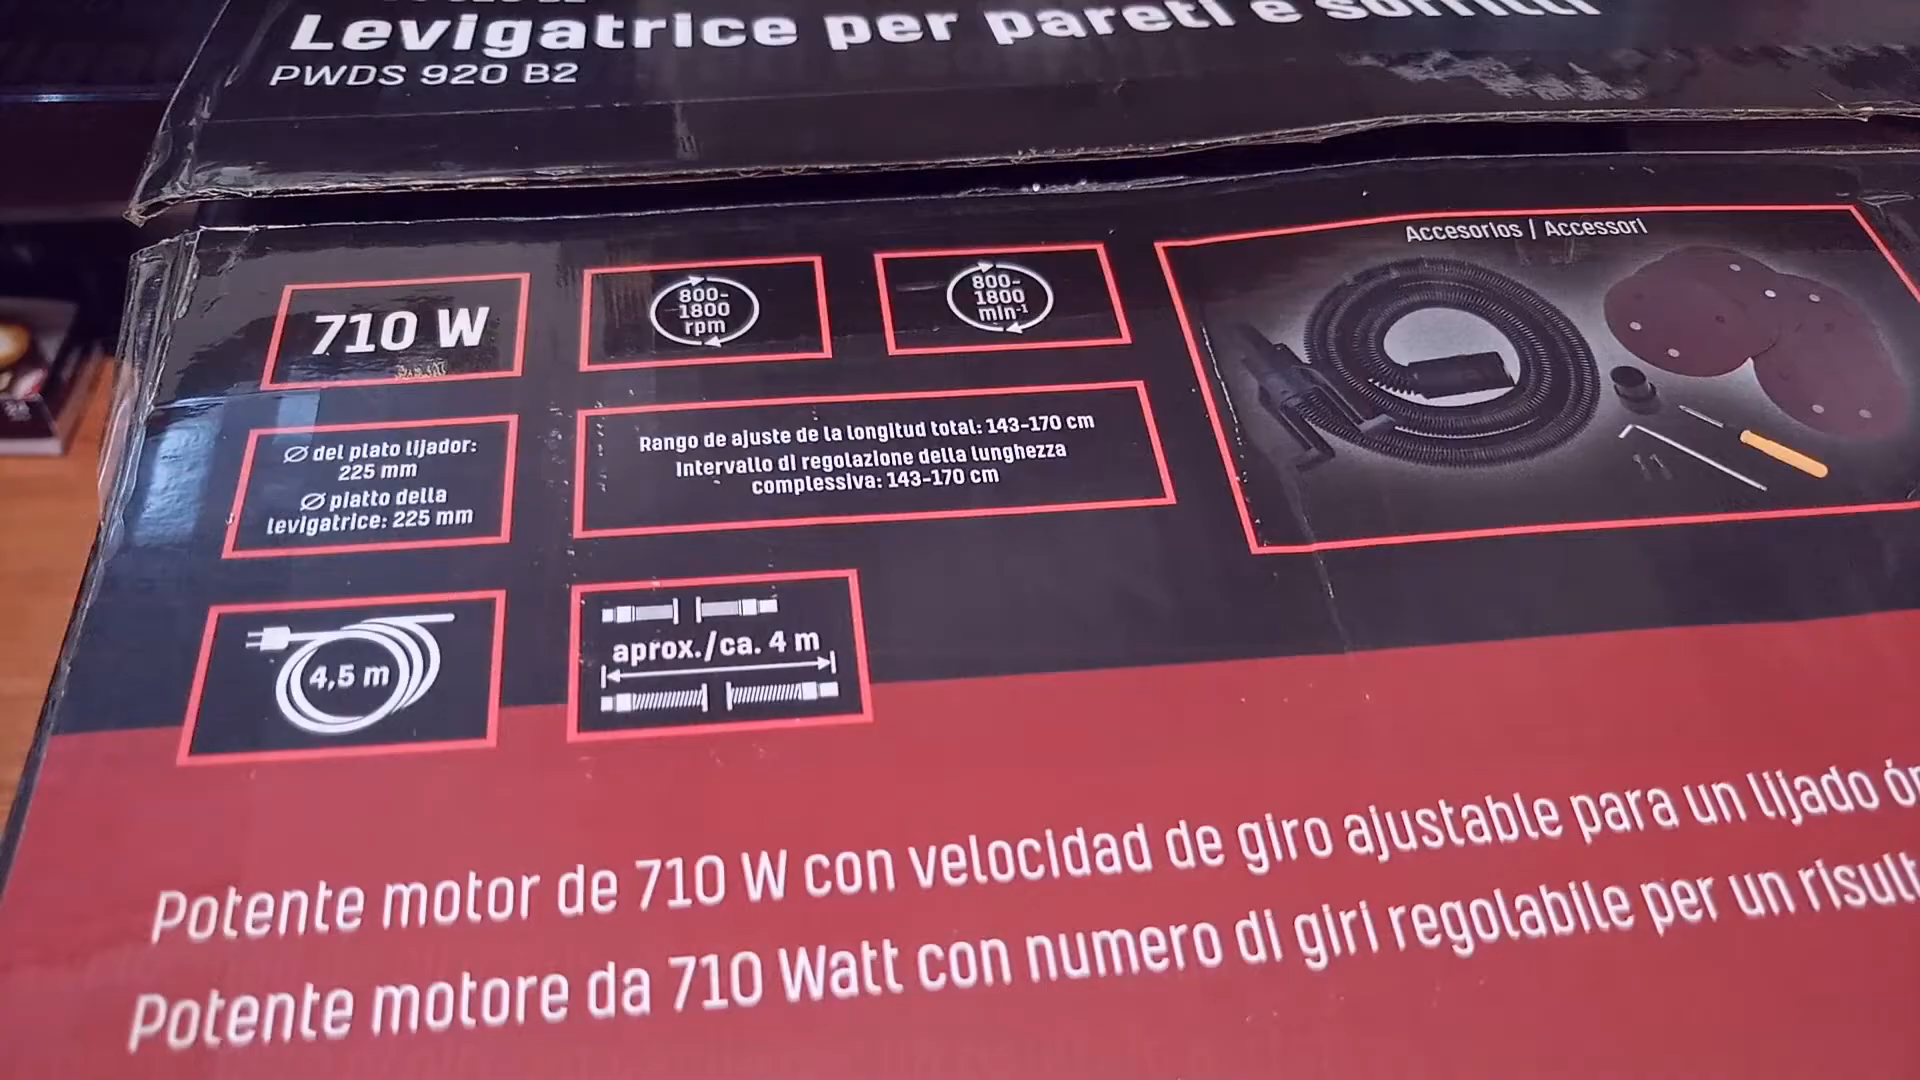 Levigatrice per pareti e soffitti
PWDS 920 B2
710 W
800-
1800
rpm
800-
1800
min-¹
Accesorios | Accessori
Ø del plato lijador:
225 mm
Ø piatto della
levigatrice: 225 mm
Rango de ajuste de la longitud total: 143-170 cm
Intervallo di regolazione della lunghezza
complessiva: 143-170 cm
4,5 m
aprox./ca. 4 m
Potente motor de 710 W con velocidad de giro ajustable para un lijado
Potente motore da 710 Watt con numero di giri regolabile per un